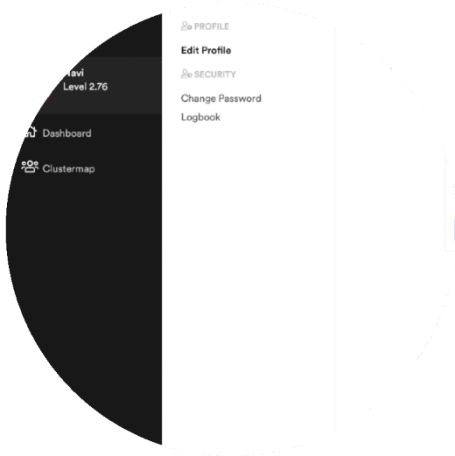 Level 2.76
Dashboard
Clustermap
PROFILE
Edit Profile
SECURITY
Change Password
Logbook